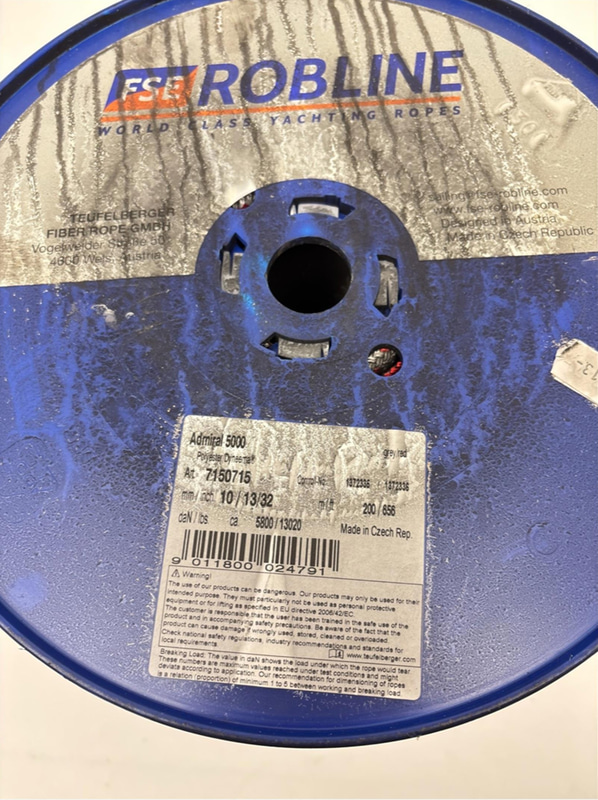 FSE ROBLINE
WORLD CLASS YACHTING ROPES
TEUFELBERGER
FIBER ROPE GMBH
Vogelweider Straße 50
4600 Wels, Austria
sailing@fse-robline.com
www.fse-robline.com
Designed in Austria,
Made in Czech Republic
Admiral 5000
Polyester Dyneema® grey/red
Art. 7150715 Control-No. 1372336 / 1372336
mm / inch 10 / 13/32 m / ft 200 / 656
daN / lbs ca 5800 / 13020 Made in Czech Rep.
9 011800 024791
Warning!
The use of our products can be dangerous. Our products may only be used for their
intended purpose. They must particularly not be used as personal protective
equipment or for lifting as specified in EU directive 2006/42/EC.
The customer is responsible that the user has been trained in the safe use of the
product and in accompanying safety precautions. Be aware of the fact that the
product can cause damage if wrongly used, stored, cleaned or overloaded.
Check national safety regulations, industry recommendations and standards for
local requirements.
www.teufelberger.com
Breaking Load: The value in daN shows the load under which the rope would tear
These numbers are maximum values reached under test conditions and might
deviate according to application. Our recommendation for dimensioning of ropes
is a relation (proportion) of minimum 1 to 5 between working and breaking load